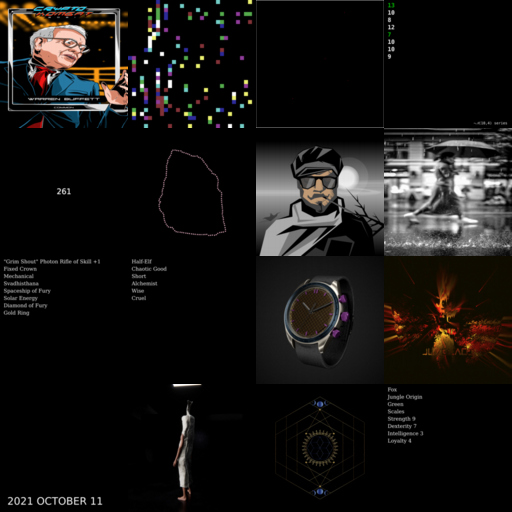 CRYPTO
WARREN BUFFETT
13
10
8
12
7
10
10
9
261
"Grim Shout" Photon Rifle of Skill +1
Fixed Crown
Mechanical
Svadhisthana
Spaceship of Fury
Solar Energy
Diamond of Fury
Gold Ring
Half-Elf
Chaotic Good
Short
Alchemist
Wise
Cruel
2021 OCTOBER 11
Fox
Jungle Origin
Green
Scales
Strength 9
Dexterity 7
Intelligence 3
Loyalty 4